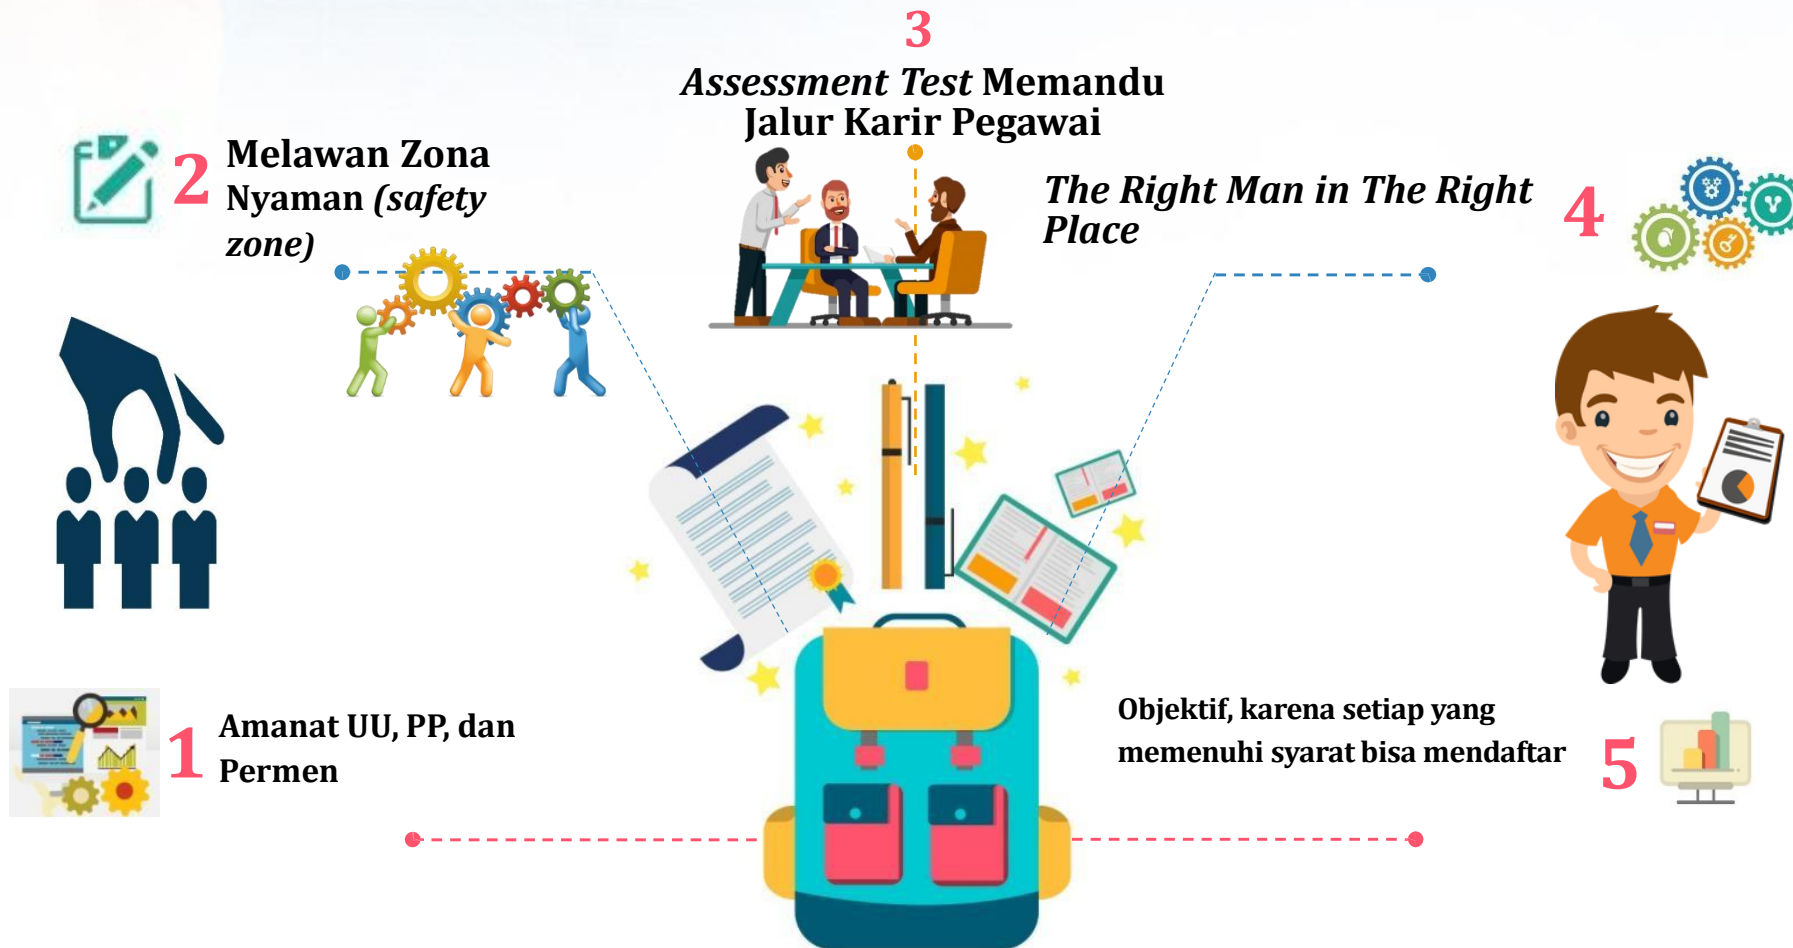 1
Amanat UU, PP, dan
Permen
2
Melawan Zona
Nyaman (safety
zone)
3
Assessment Test Memandu
Jalur Karir Pegawai
The Right Man in The Right
Place
4
Objektif, karena setiap yang
memenuhi syarat bisa mendaftar
5